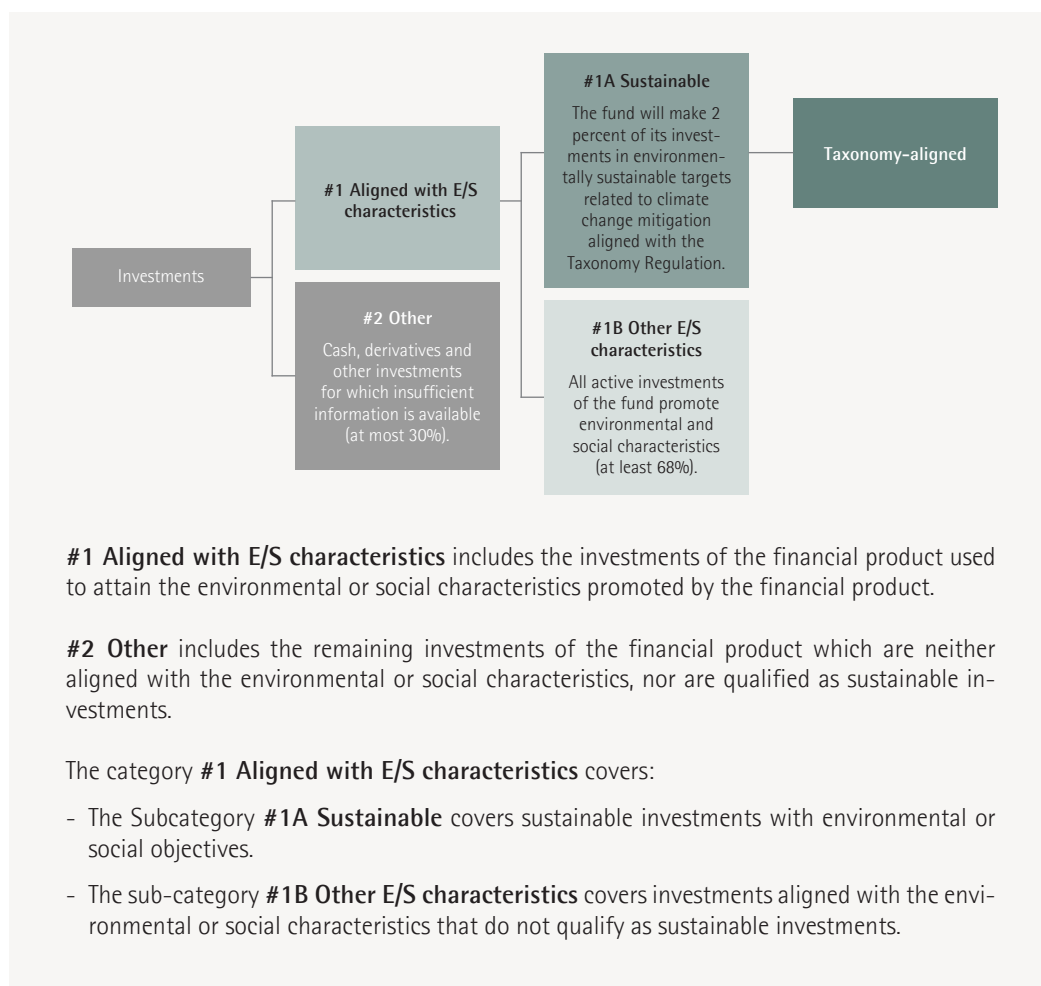 #1A Sustainable
The fund will make 2
percent of its invest-
ments in environmen-
tally sustainable targets
related to climate
change mitigation
aligned with the
Taxonomy Regulation.
Taxonomy-aligned
#1 Aligned with E/S
characteristics
Investments
#2 Other
Cash, derivatives and
other investments
for which insufficient
information is available
(at most 30%).
#1B Other E/S
characteristics
All active investments
of the fund promote
environmental and
social characteristics
(at least 68%).
#1 Aligned with E/S characteristics includes the investments of the financial product used
to attain the environmental or social characteristics promoted by the financial product.
#2 Other includes the remaining investments of the financial product which are neither
aligned with the environmental or social characteristics, nor are qualified as sustainable in-
vestments.
The category #1 Aligned with E/S characteristics covers:
- The Subcategory #1A Sustainable covers sustainable investments with environmental or
social objectives.
- The sub-category #1B Other E/S characteristics covers investments aligned with the envi-
ronmental or social characteristics that do not qualify as sustainable investments.